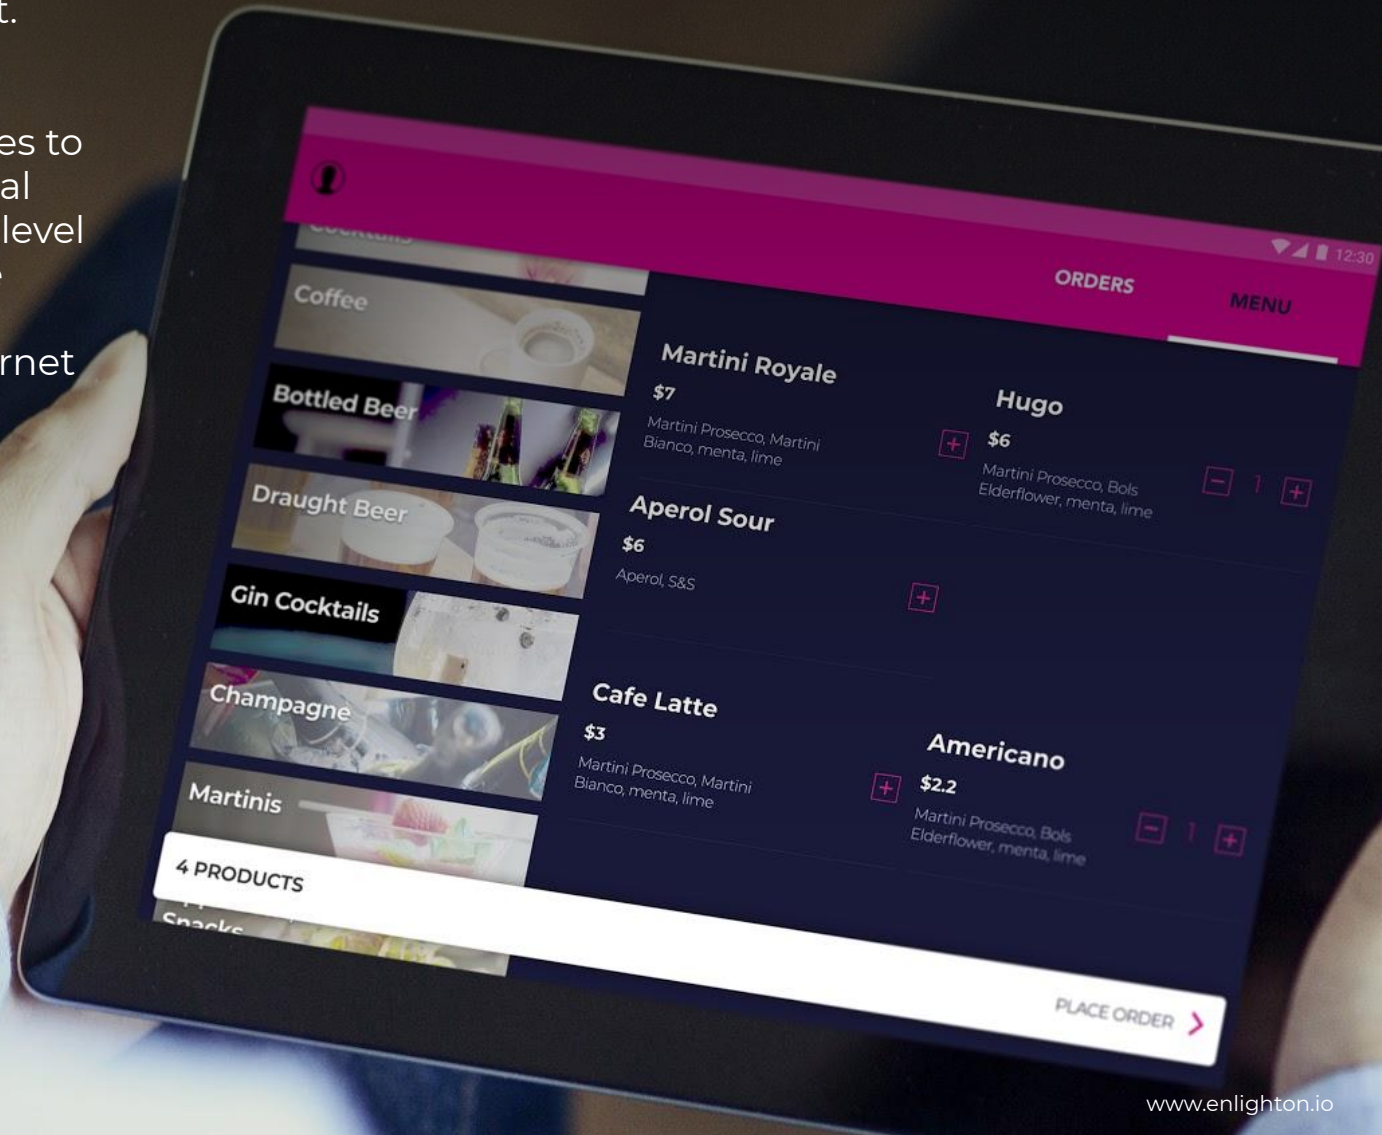 t.
es to
al
level
e
rnet
12:30
ORDERS
MENU
Cocktails
Coffee
Bottled Beer
Draught Beer
Gin Cocktails
Champagne
Martinis
Snacks
Martini Royale
$7
Martini Prosecco, Martini
Bianco, menta, lime
Hugo
$6
Martini Prosecco, Bols
Elderflower, menta, lime
1
Aperol Sour
$6
Aperol, S&S
Cafe Latte
$3
Martini Prosecco, Martini
Bianco, menta, lime
Americano
$2.2
Martini Prosecco, Bols
Elderflower, menta, lime
1
4 PRODUCTS
PLACE ORDER
www.enlighton.io